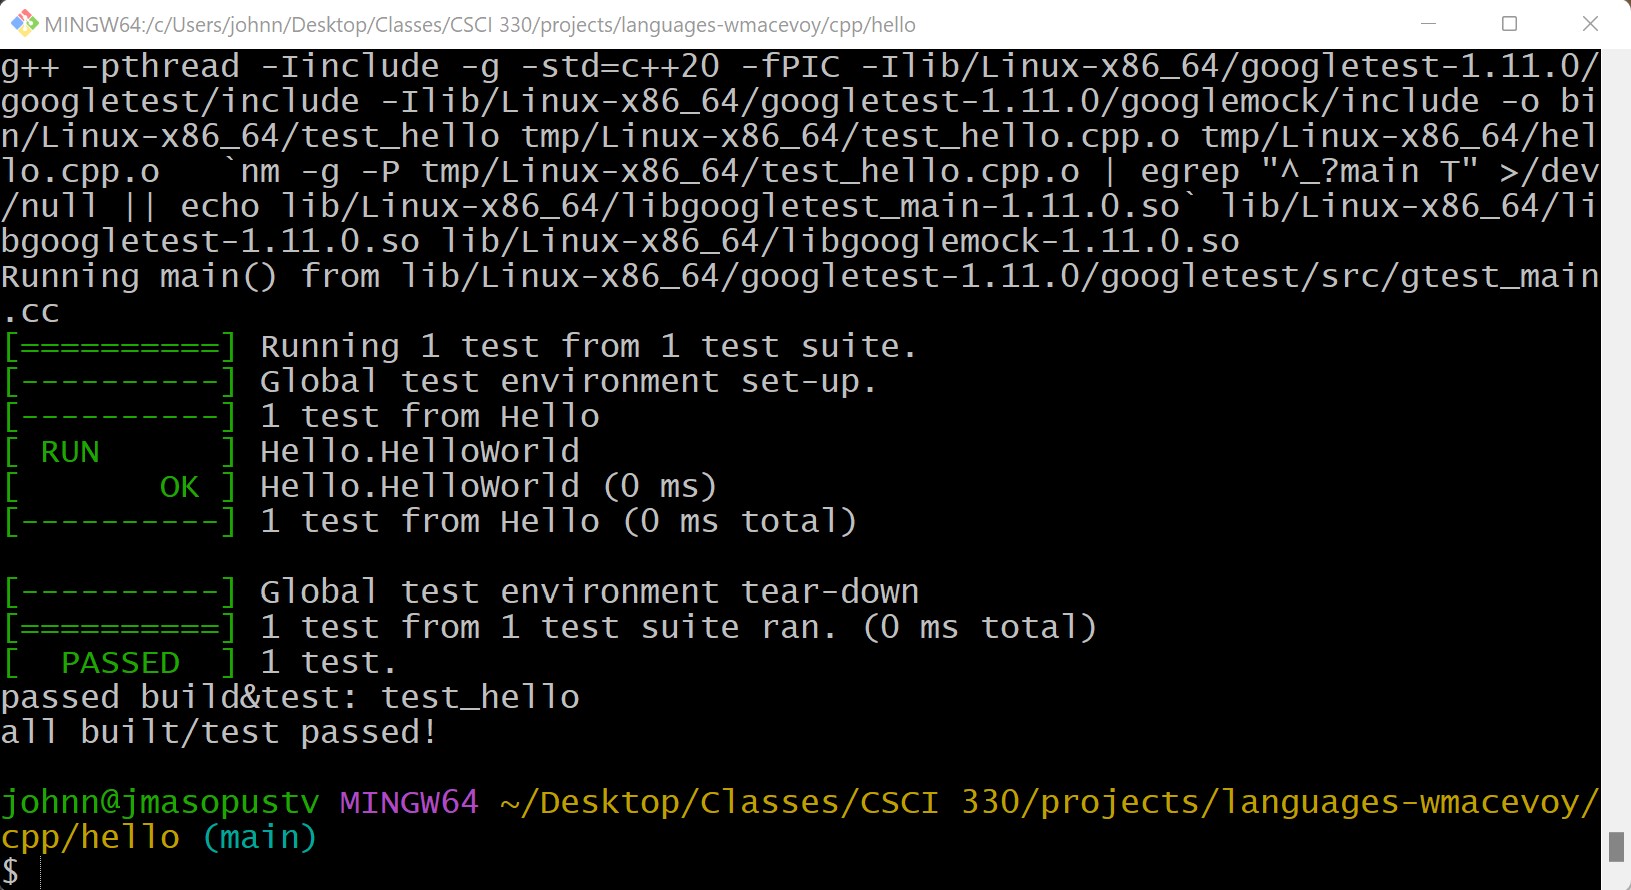 MINGW64:/c/Users/johnn/Desktop/Classes/CSCI 330/projects/languages-wmacevoy/cpp/hello
g++ -pthread -Iinclude -g -std=c++20 -fPIC -Ilib/Linux-x86_64/googletest-1.11.0/
googletest/include -Ilib/Linux-x86_64/googletest-1.11.0/googlemock/include -o bi
n/Linux-x86_64/test_hello tmp/Linux-x86_64/test_hello.cpp.o tmp/Linux-x86_64/hel
lo.cpp.o   `nm -g -P tmp/Linux-x86_64/test_hello.cpp.o | egrep "^_?main T" >/dev
/null || echo lib/Linux-x86_64/libgoogletest_main-1.11.0.so` lib/Linux-x86_64/li
bgoogletest-1.11.0.so lib/Linux-x86_64/libgooglemock-1.11.0.so
Running main() from lib/Linux-x86_64/googletest-1.11.0/googletest/src/gtest_main
.cc
[==========] Running 1 test from 1 test suite.
[----------] Global test environment set-up.
[----------] 1 test from Hello
[ RUN      ] Hello.HelloWorld
[       OK ] Hello.HelloWorld (0 ms)
[----------] 1 test from Hello (0 ms total)

[----------] Global test environment tear-down
[==========] 1 test from 1 test suite ran. (0 ms total)
[  PASSED  ] 1 test.
passed build&test: test_hello
all built/test passed!

johnn@jmasopustv MINGW64 ~/Desktop/Classes/CSCI 330/projects/languages-wmacevoy/
cpp/hello (main)
$